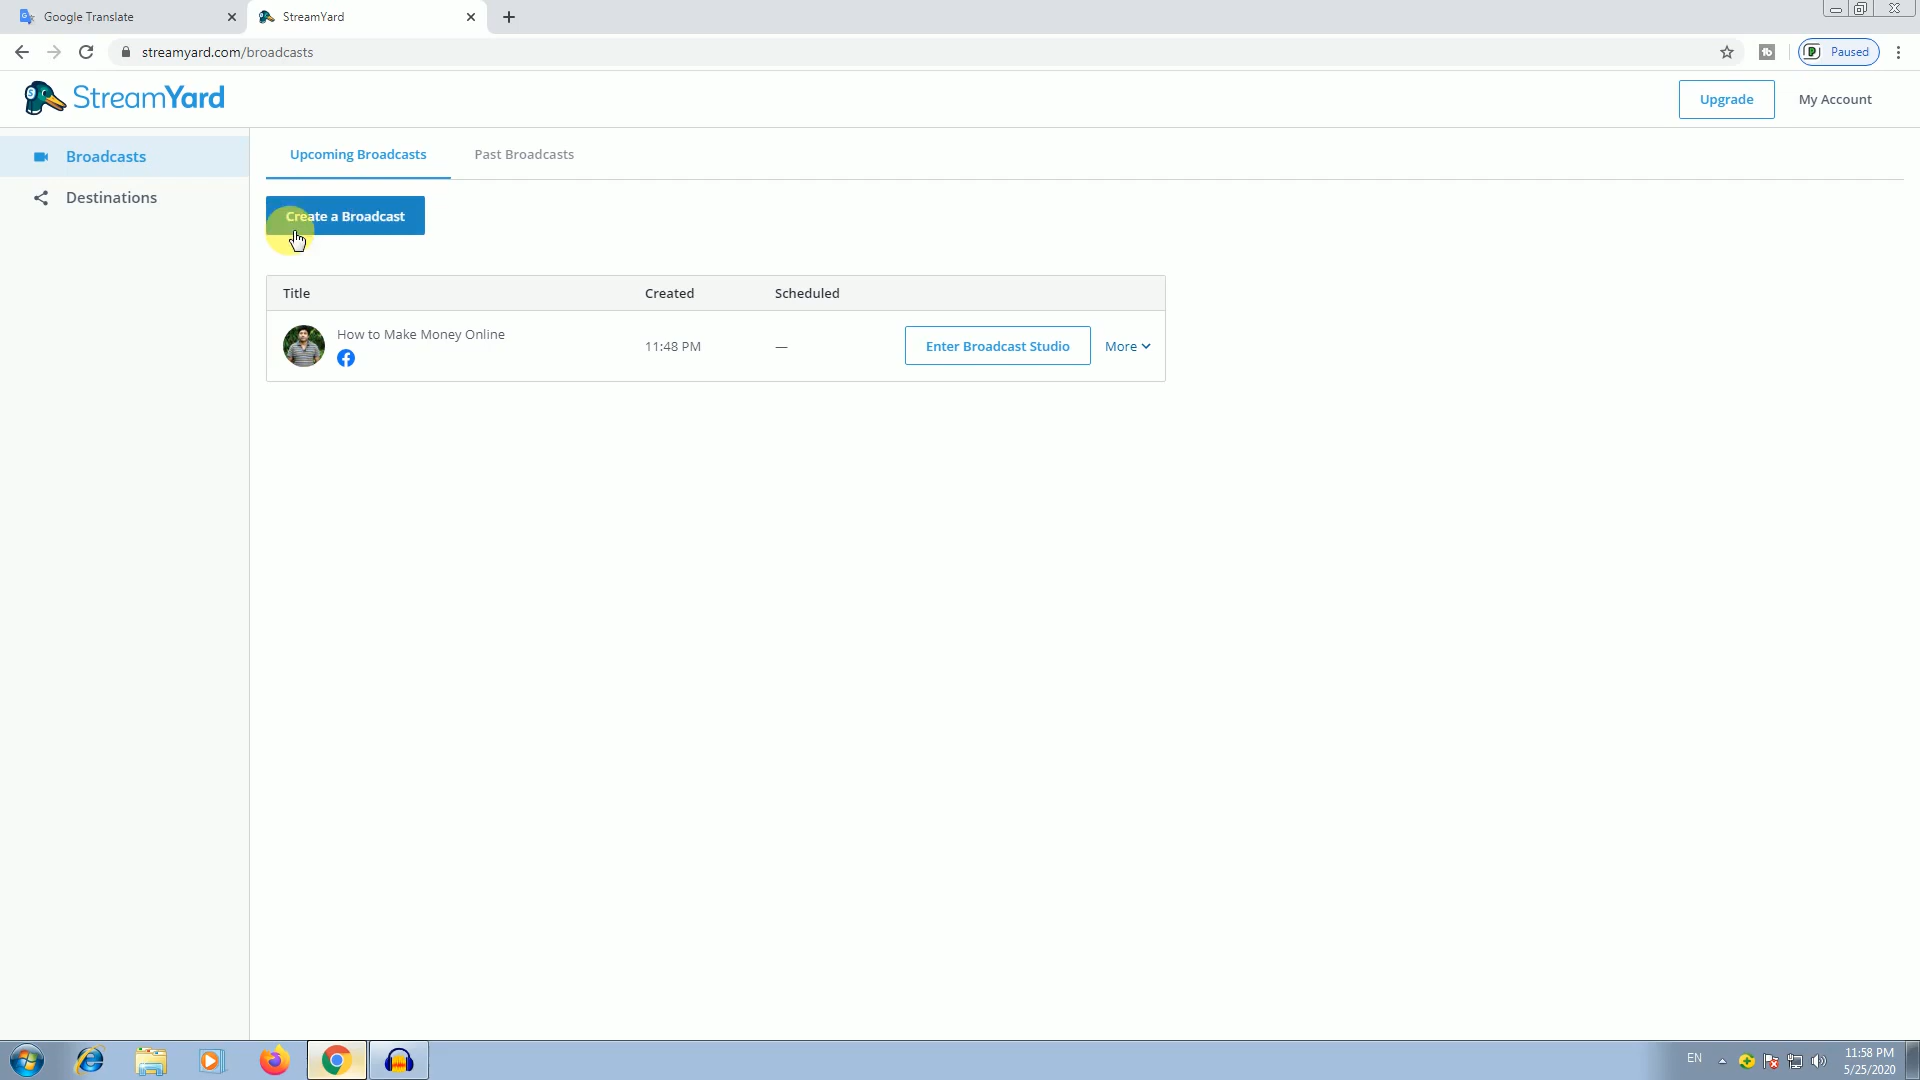 Google Translate
StreamYard
streamyard.com/broadcasts
Paused
StreamYard
Upgrade
My Account
Broadcasts
Destinations
Upcoming Broadcasts
Past Broadcasts
Create a Broadcast
Title
Created
Scheduled
How to Make Money Online
11:48 PM
—
Enter Broadcast Studio
More
EN
11:58 PM
5/25/2020